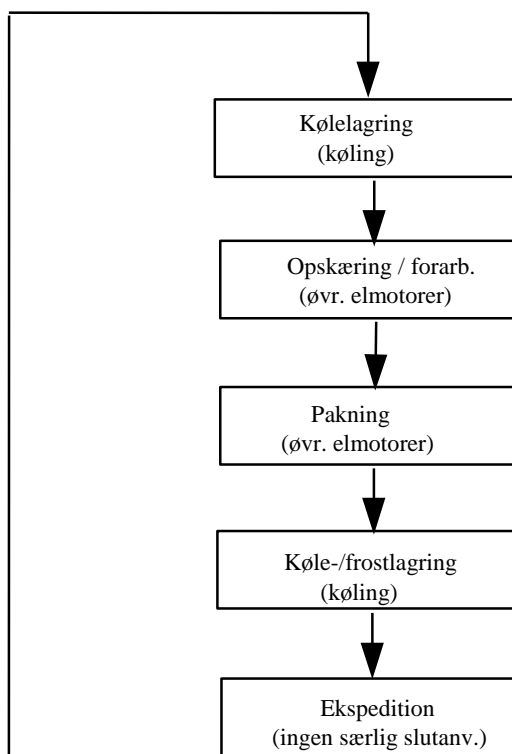 Kølelagring
(køling)
Opskæring / forarb.
(øvr. elmotorer)
Pakning
(øvr. elmotorer)
Køle-/frostlagring
(køling)
Ekspedition
(ingen særlig slutanv.)